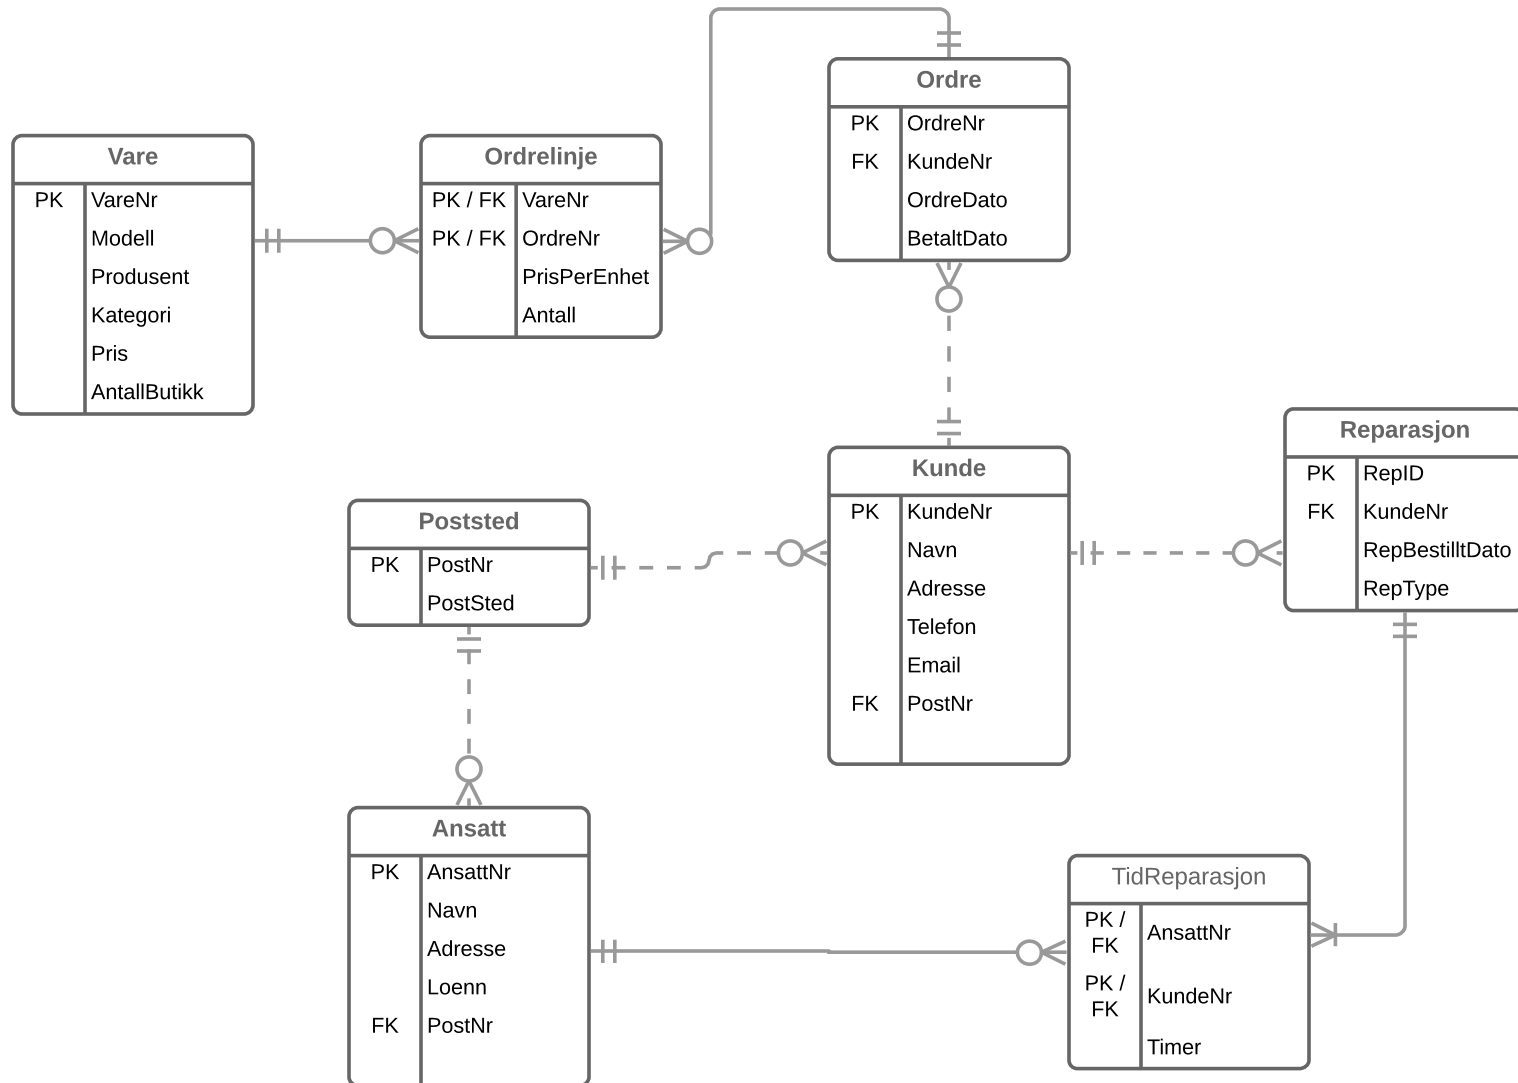 Ordre
PK OrdreNr
FK KundeNr
OrdreDato
BetaltDato
Vare
PK VareNr
Modell
Produsent
Kategori
Pris
AntallButikk
Ordrelinje
PK / FK VareNr
PK / FK OrdreNr
PrisPerEnhet
Antall
Kunde
PK KundeNr
Navn
Adresse
Telefon
Email
FK PostNr
Reparasjon
PK RepID
FK KundeNr
RepBestilltDato
RepType
Poststed
PK PostNr
PostSted
Ansatt
PK AnsattNr
Navn
Adresse
Loenn
FK PostNr
TidReparasjon
PK /
FK AnsattNr
PK /
FK KundeNr
Timer